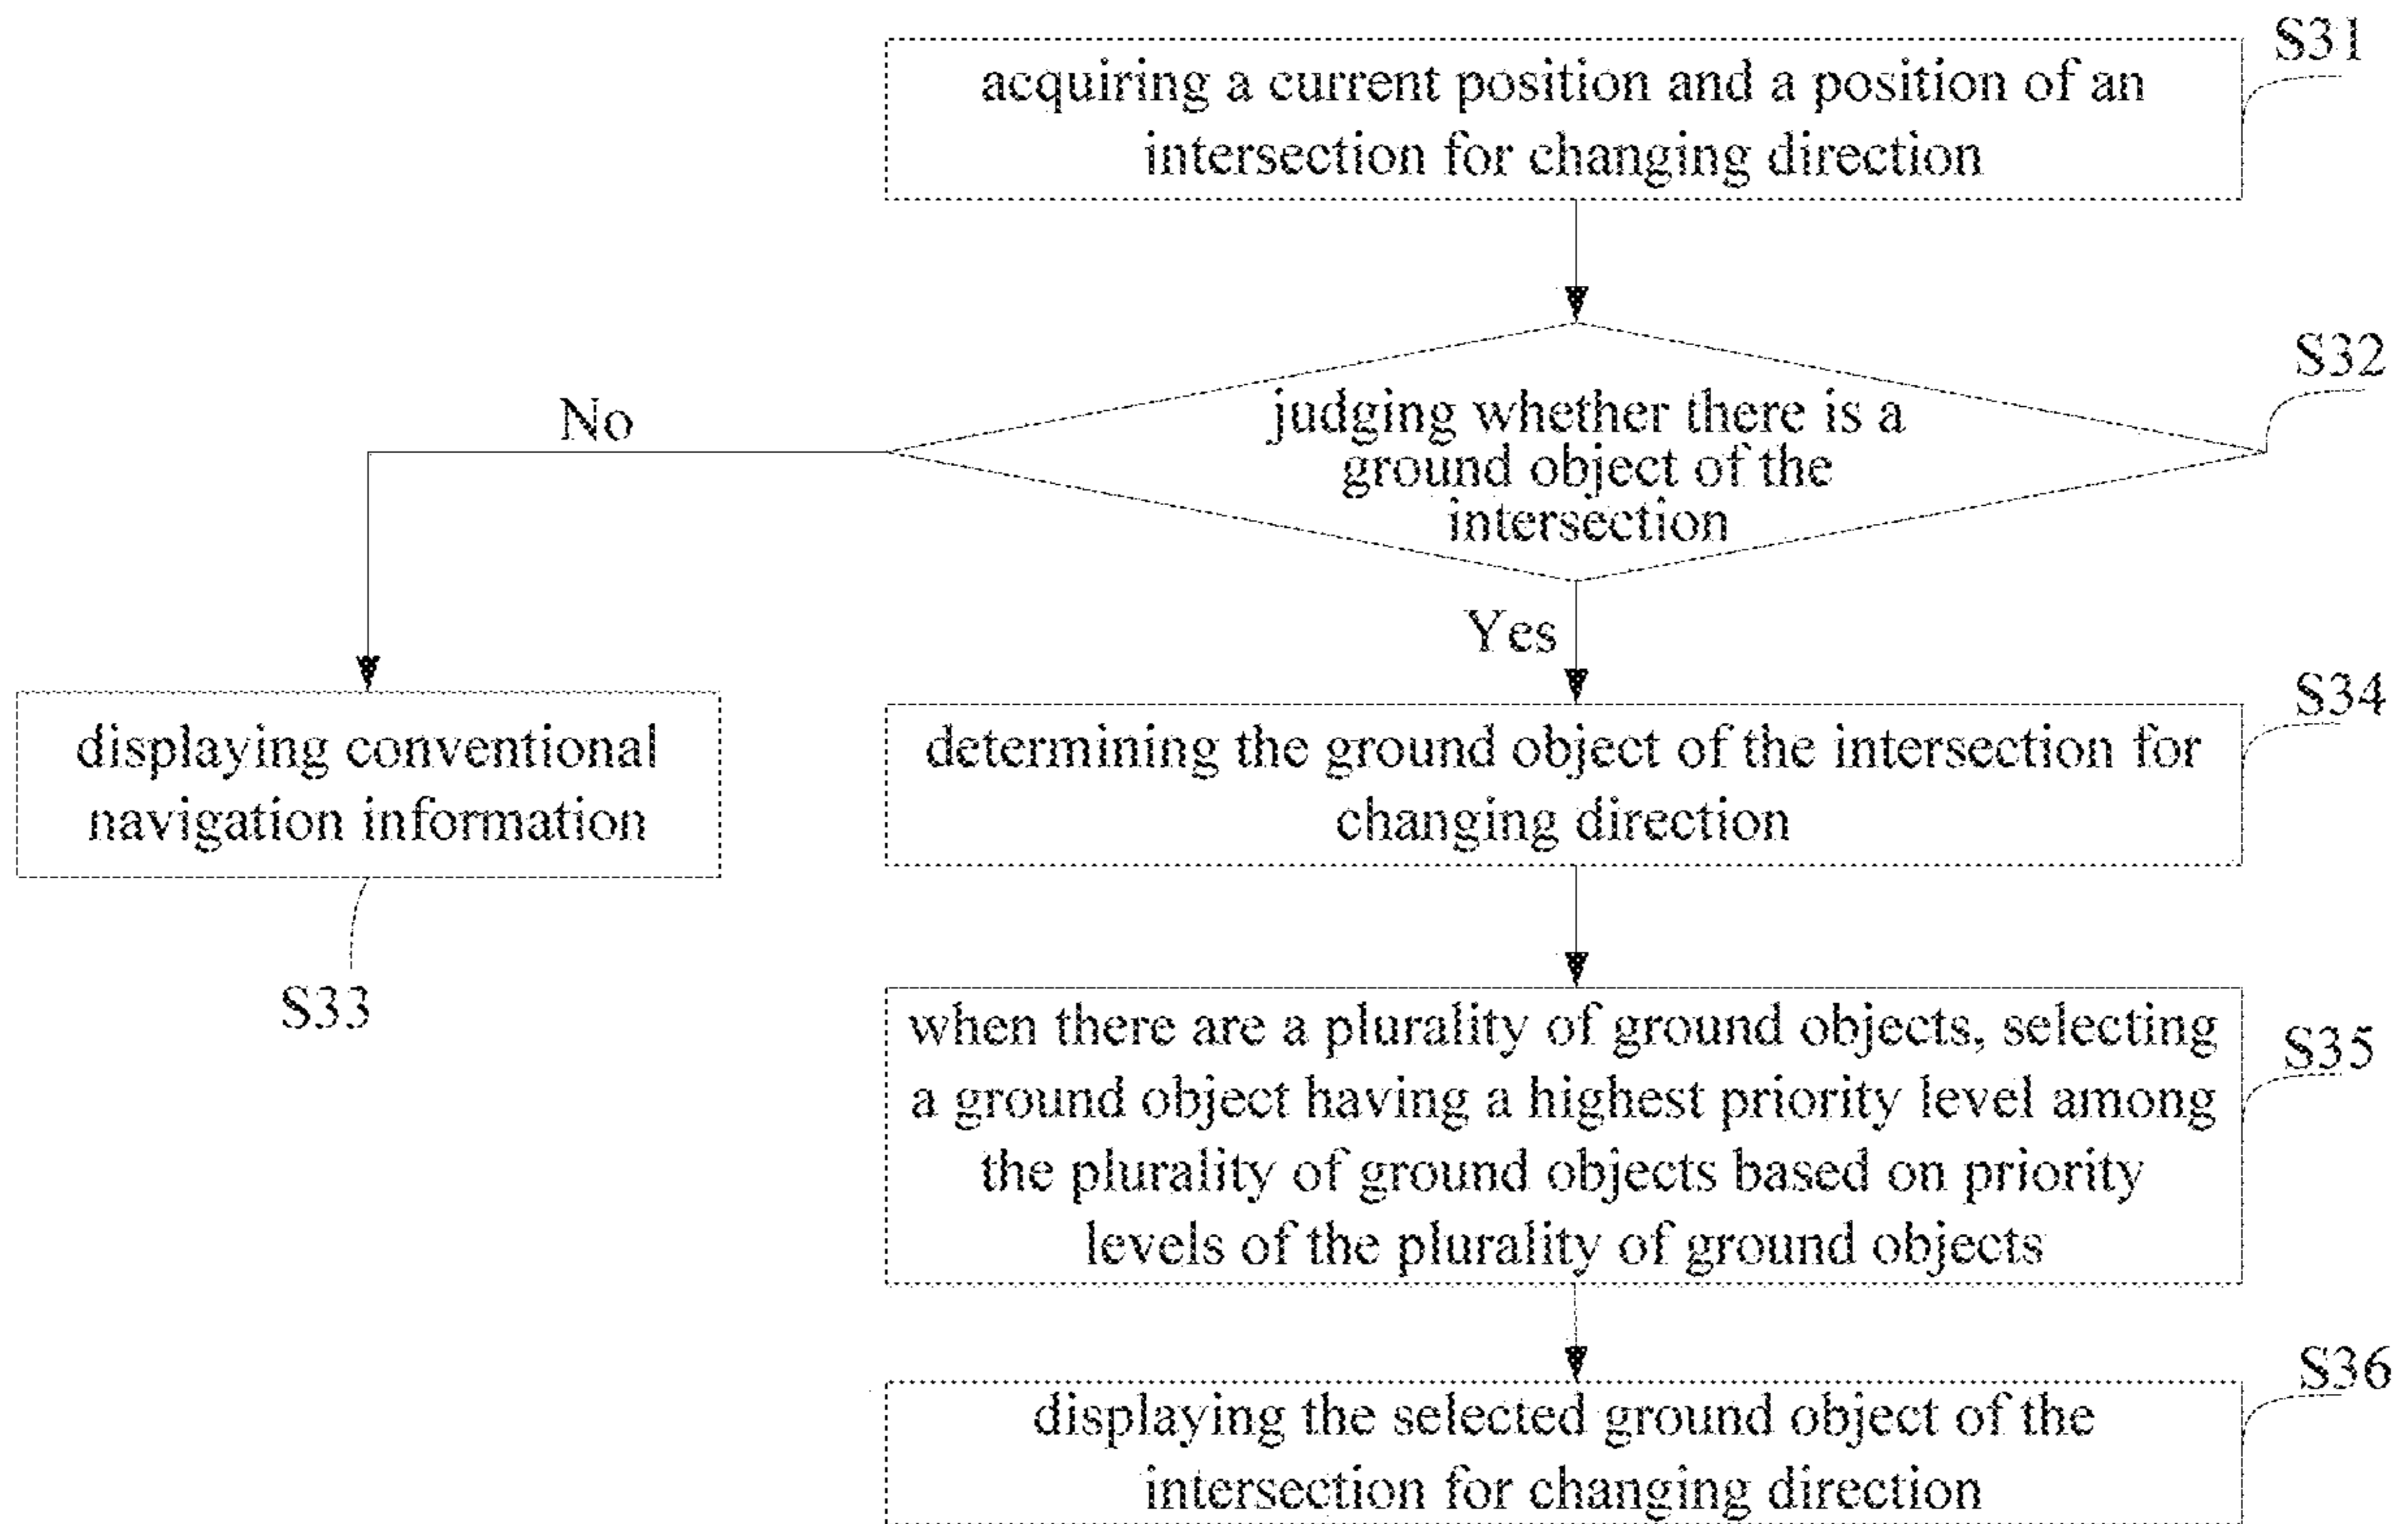 S31
acquiring a current position and a position of an
intersection for changing direction
S32
judging whether there is a
ground object of the
intersection
No
Yes
S34
displaying conventional
navigation information
S33
determining the ground object of the intersection for
changing direction
when there are a plurality of ground objects, selecting
a ground object having a highest priority level among
the plurality of ground objects based on priority
levels of the plurality of ground objects
S35
S36
displaying the selected ground object of the
intersection for changing direction